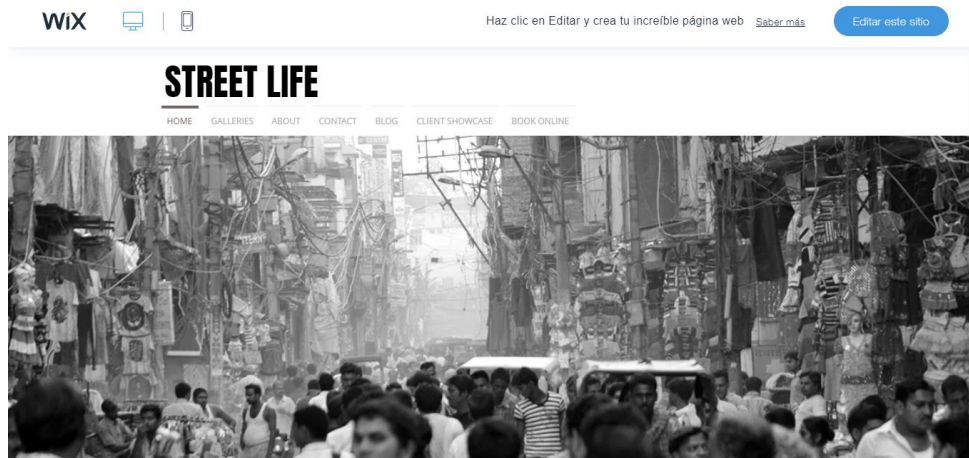 WiX
Haz clic en Editar y crea tu increíble página web Saber más Editar este sitio
STREET LIFE
HOME GALLERIES ABOUT CONTACT BLOG CLIENT SHOWCASE BOOK ONLINE